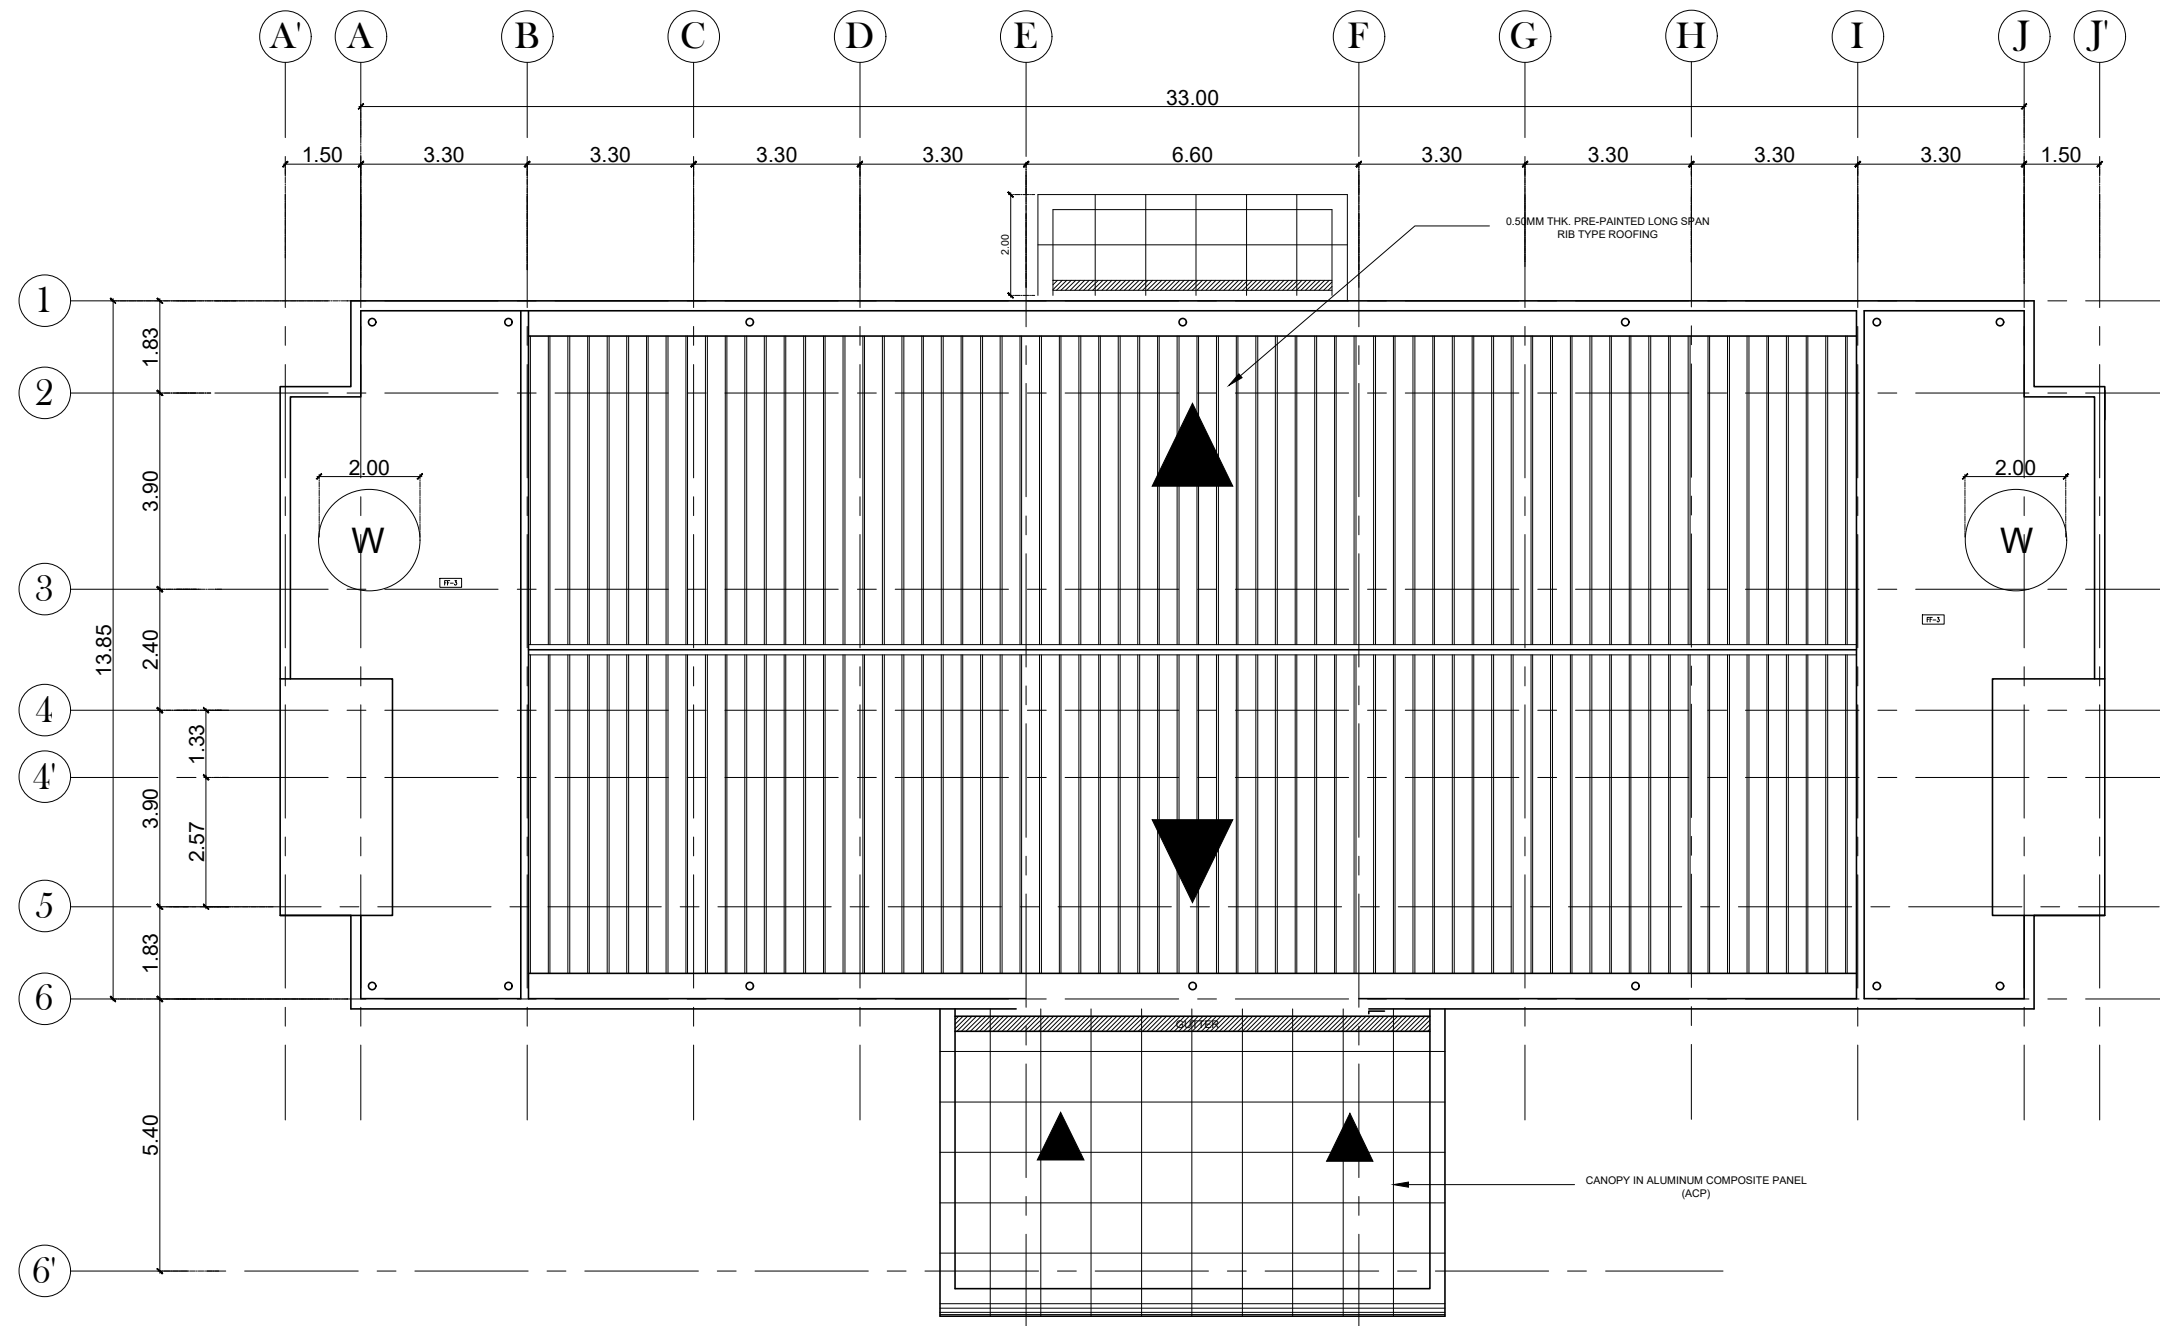 A' A B C D E F G H I J J'
33.00
1.50 3.30 3.30 3.30 3.30 6.60 3.30 3.30 3.30 3.30 1.50
0.50MM THK. PRE-PAINTED LONG SPAN
RIB TYPE ROOFING
2.00
1
1.83
2
2.00 2.00
3.90
W W
FF-3
3
FF-3
13.85
2.40
4
1.33
4'
3.90
2.57
5
1.83
6
GUTTER
5.40
CANOPY IN ALUMINUM COMPOSITE PANEL
(ACP)
6'